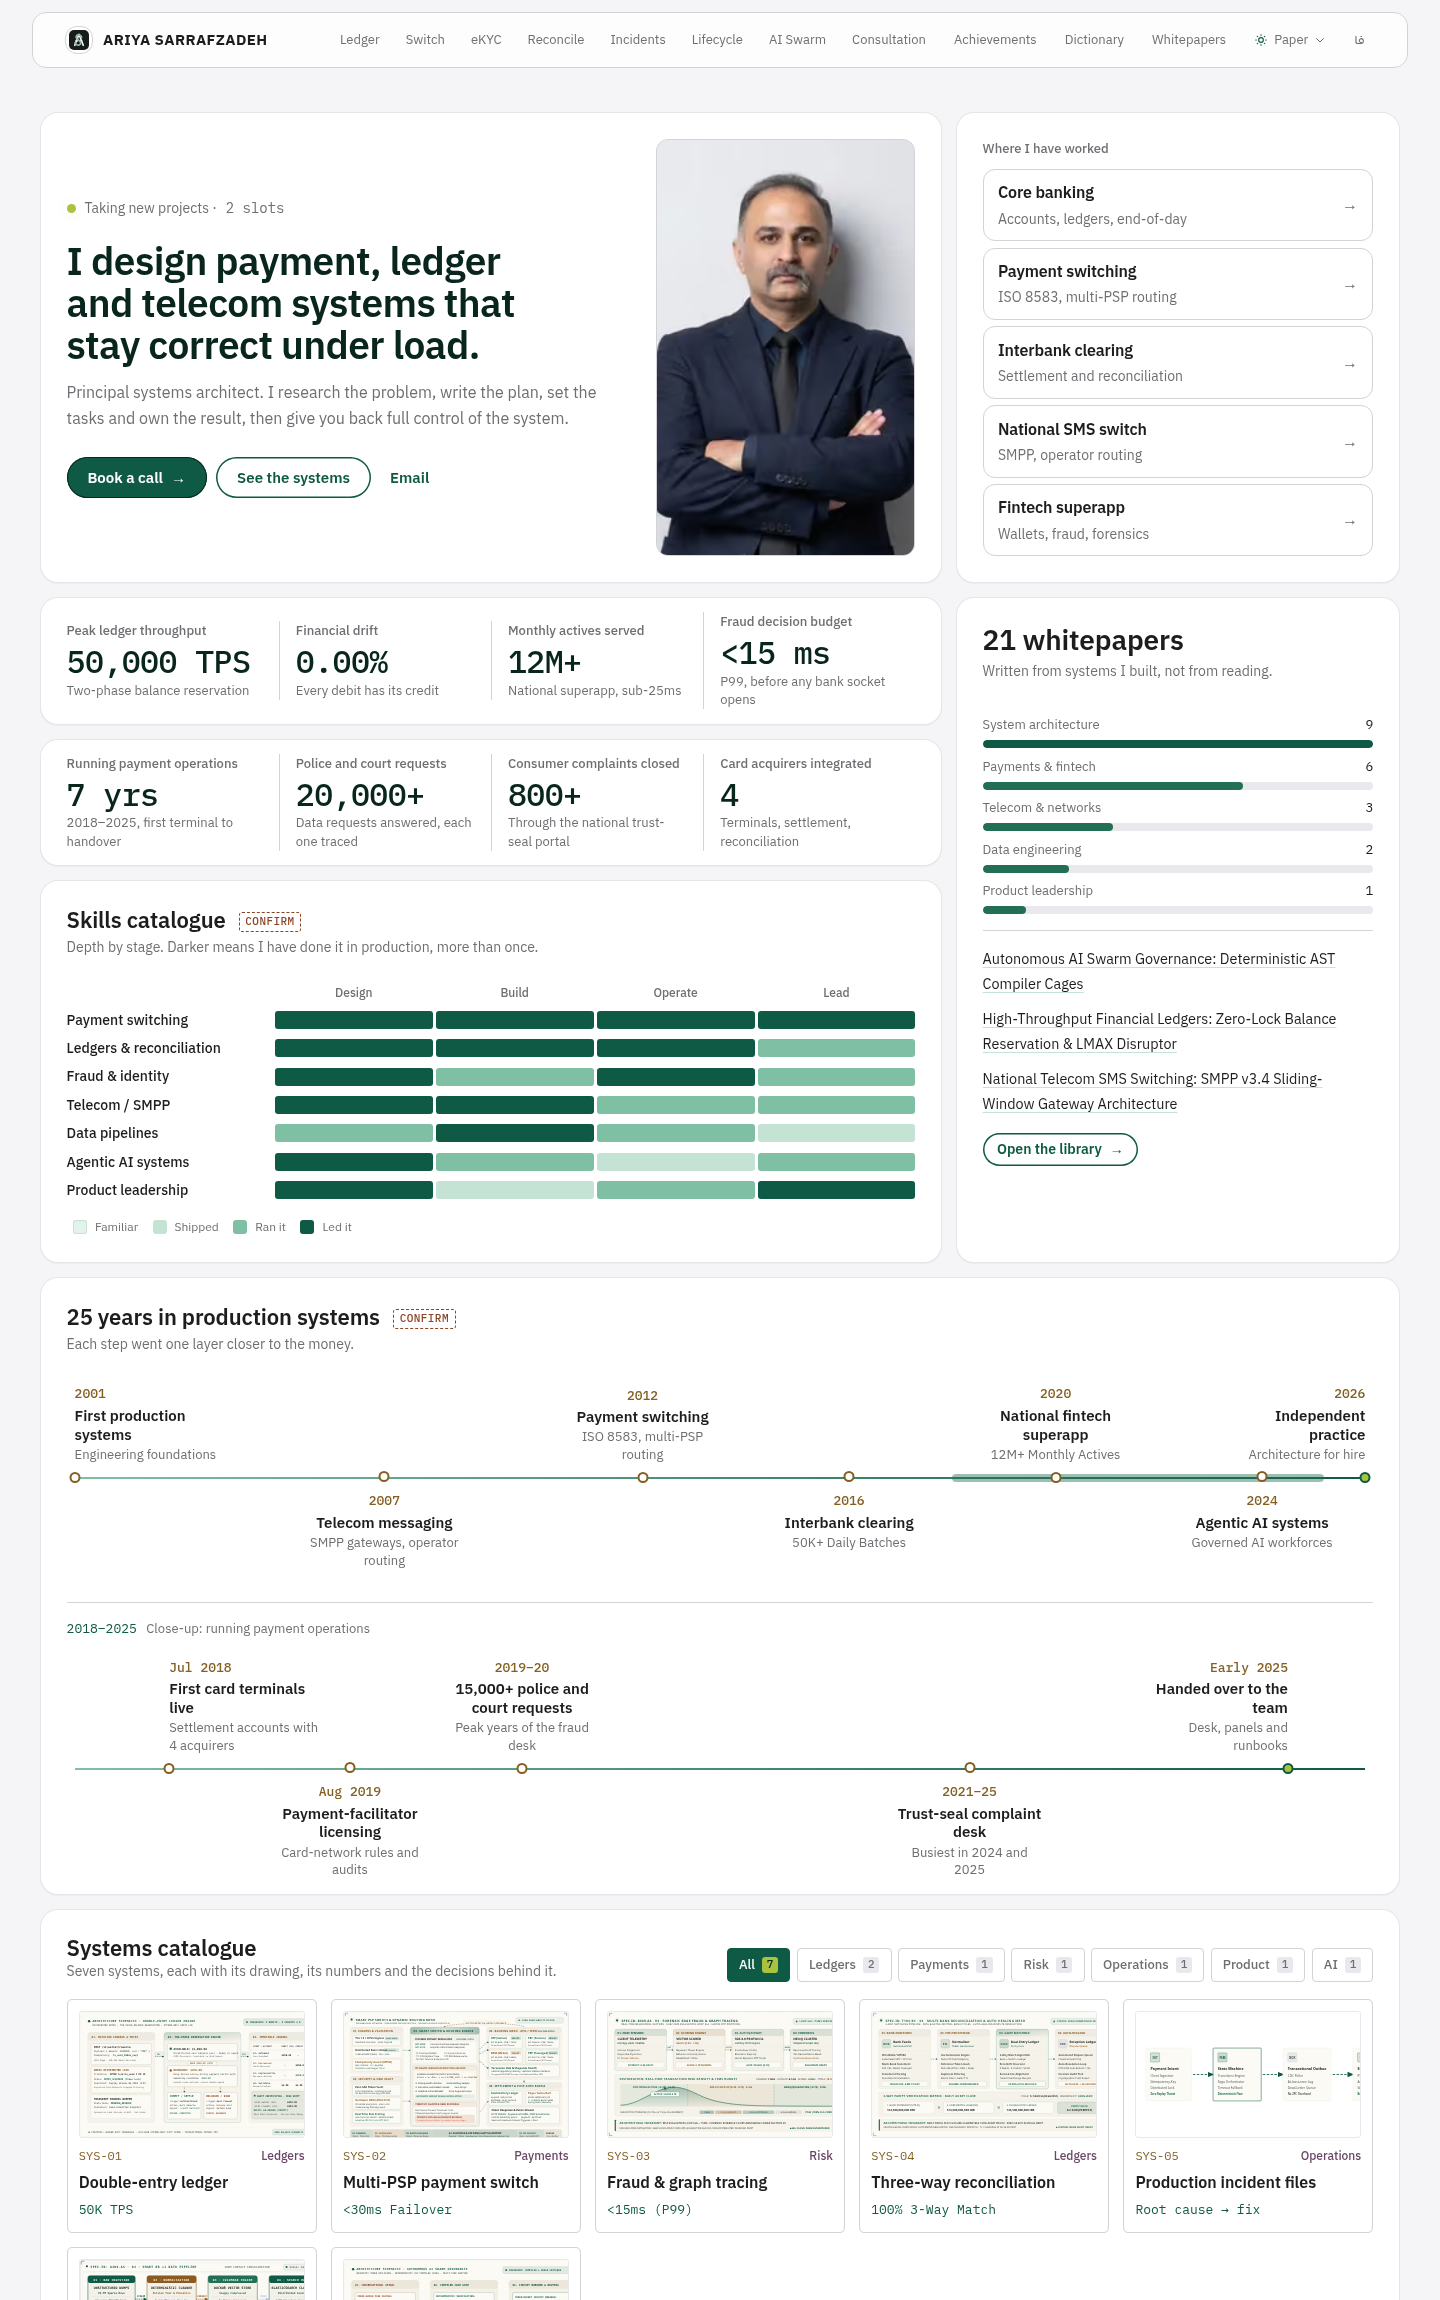 ARIYA SARRAFZADEH
Ledger Switch eKYC Reconcile Incidents Lifecycle AI Swarm Consultation Achievements Dictionary Whitepapers Paper فا
Taking new projects · 2 slots
I design payment, ledger
and telecom systems that
stay correct under load.
Principal systems architect. I research the problem, write the plan, set the
tasks and own the result, then give you back full control of the system.
Book a call →
See the systems
Email
Where I have worked
Core banking
Accounts, ledgers, end-of-day
→
Payment switching
ISO 8583, multi-PSP routing
→
Interbank clearing
Settlement and reconciliation
→
National SMS switch
SMPP, operator routing
→
Fintech superapp
Wallets, fraud, forensics
→
Peak ledger throughput
50,000 TPS
Two-phase balance reservation
Financial drift
0.00%
Every debit has its credit
Monthly actives served
12M+
National superapp, sub-25ms
Fraud decision budget
<15 ms
P99, before any bank socket
opens
Running payment operations
7 yrs
2018–2025, first terminal to
handover
Police and court requests
20,000+
Data requests answered, each
one traced
Consumer complaints closed
800+
Through the national trust-
seal portal
Card acquirers integrated
4
Terminals, settlement,
reconciliation
21 whitepapers
Written from systems I built, not from reading.
System architecture 9
Payments & fintech 6
Telecom & networks 3
Data engineering 2
Product leadership 1
Autonomous AI Swarm Governance: Deterministic AST
Compiler Cages
High-Throughput Financial Ledgers: Zero-Lock Balance
Reservation & LMAX Disruptor
National Telecom SMS Switching: SMPP v3.4 Sliding-
Window Gateway Architecture
Open the library →
Skills catalogue CONFIRM
Depth by stage. Darker means I have done it in production, more than once.
Design Build Operate Lead
Payment switching
Ledgers & reconciliation
Fraud & identity
Telecom / SMPP
Data pipelines
Agentic AI systems
Product leadership
Familiar Shipped Ran it Led it
25 years in production systems CONFIRM
Each step went one layer closer to the money.
2001
First production
systems
Engineering foundations
2007
Telecom messaging
SMPP gateways, operator
routing
2012
Payment switching
ISO 8583, multi-PSP
routing
2016
Interbank clearing
50K+ Daily Batches
2020
National fintech
superapp
12M+ Monthly Actives
2024
Agentic AI systems
Governed AI workforces
2026
Independent
practice
Architecture for hire
2018–2025 Close-up: running payment operations
Jul 2018
First card terminals
live
Settlement accounts with
4 acquirers
Aug 2019
Payment-facilitator
licensing
Card-network rules and
audits
2019–20
15,000+ police and
court requests
Peak years of the fraud
desk
2021–25
Trust-seal complaint
desk
Busiest in 2024 and
2025
Early 2025
Handed over to the
team
Desk, panels and
runbooks
Systems catalogue
Seven systems, each with its drawing, its numbers and the decisions behind it.
All 7 Ledgers 2 Payments 1 Risk 1 Operations 1 Product 1 AI 1
SYS-01 Ledgers
Double-entry ledger
50K TPS
SYS-02 Payments
Multi-PSP payment switch
<30ms Failover
SYS-03 Risk
Fraud & graph tracing
<15ms (P99)
SYS-04 Ledgers
Three-way reconciliation
100% 3-Way Match
SYS-05 Operations
Production incident files
Root cause → fix